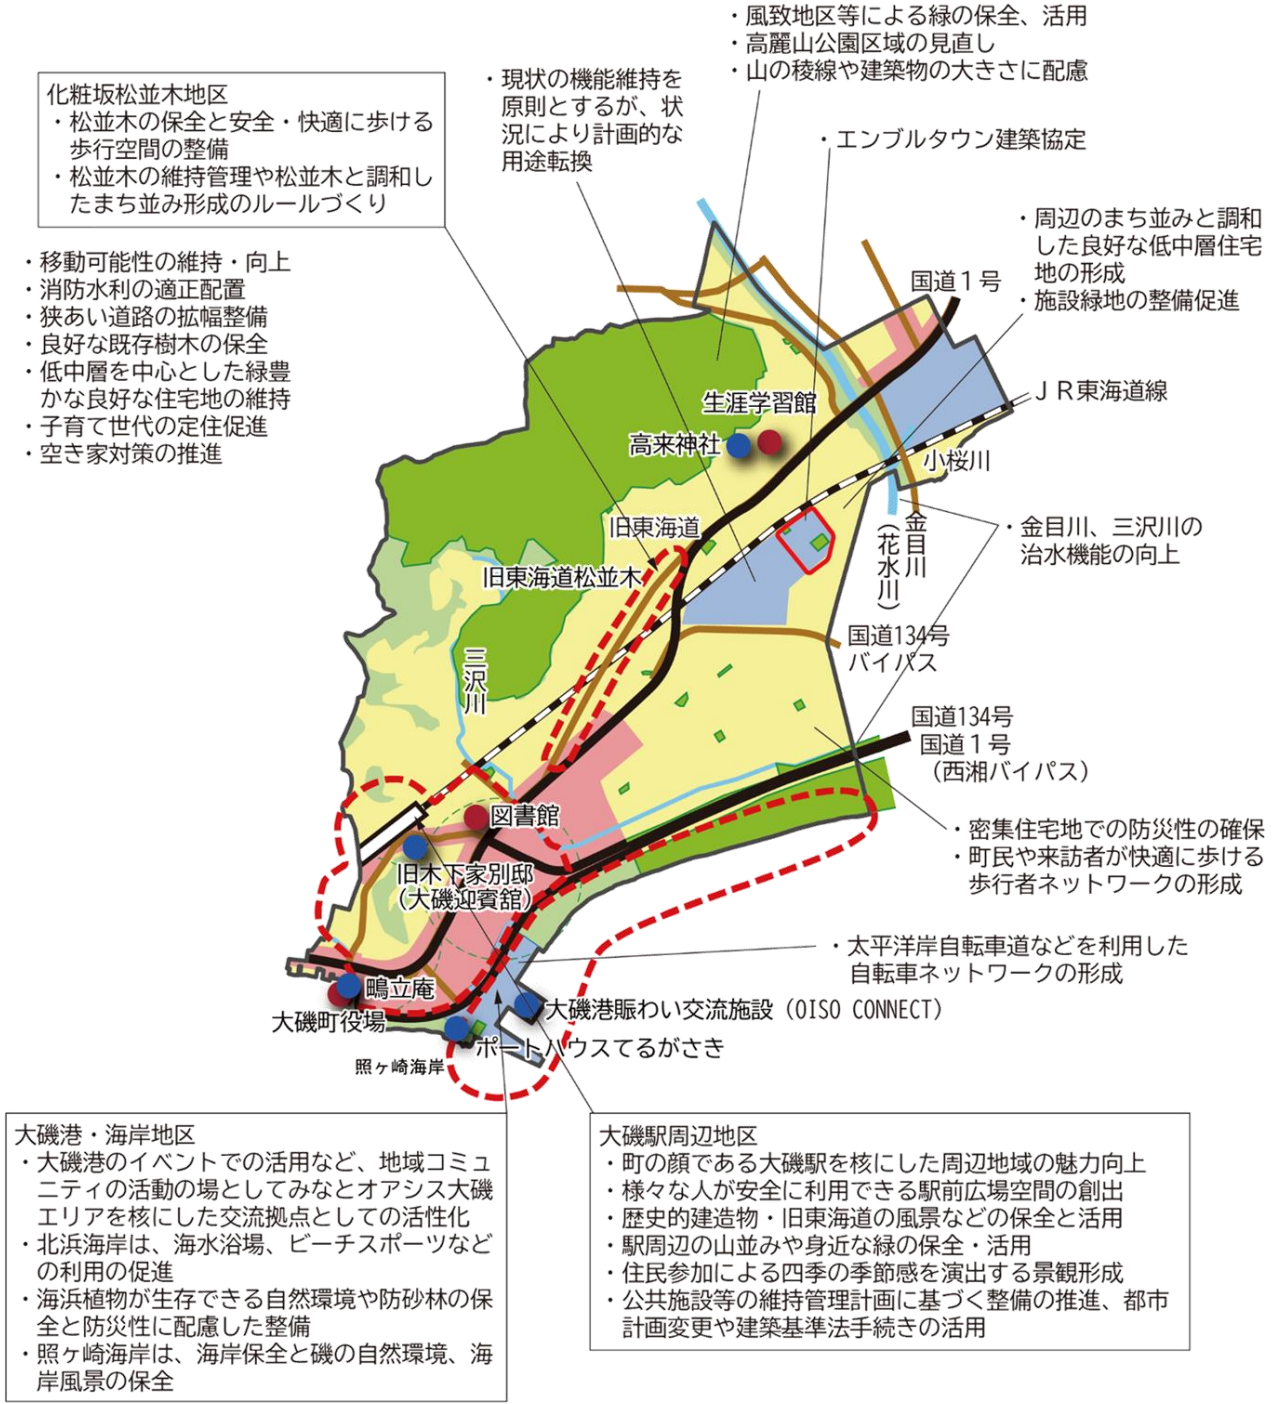 ・風致地区等による緑の保全、活用
・高麗山公園区域の見直し
・山の稜線や建築物の大きさに配慮
化粧坂松並木地区
・松並木の保全と安全・快適に歩ける
歩行空間の整備
・松並木の維持管理や松並木と調和し
たまち並み形成のルールづくり
・現状の機能維持を
原則とするが、状
況により計画的な
用途転換
・エンブルタウン建築協定
・周辺のまち並みと調和
した良好な低中層住宅
地の形成
・施設緑地の整備促進
・移動可能性の維持・向上
・消防水利の適正配置
・狭あい道路の拡幅整備
・良好な既存樹木の保全
・低中層を中心とした緑豊
かな良好な住宅地の維持
・子育て世代の定住促進
・空き家対策の推進
国道1号
JR東海道線
生涯学習館
高来神社
小桜川
旧東海道
旧東海道松並木
金目川
（花水川）
・金目川、三沢川の
治水機能の向上
国道134号
バイパス
三沢川
国道134号
国道1号
（西湘バイパス）
図書館
・密集住宅地での防災性の確保
・町民や来訪者が快適に歩ける
歩行者ネットワークの形成
旧木下家別邸
（大磯迎賓舘）
・太平洋岸自転車道などを利用した
自転車ネットワークの形成
鴫立庵
大磯町役場
大磯港賑わい交流施設（OISO CONNECT）
ポートハウスてるがさき
照ヶ崎海岸
大磯港・海岸地区
・大磯港のイベントでの活用など、地域コミュ
ニティの活動の場としてみなとオアシス大磯
エリアを核にした交流拠点としての活性化
・北浜海岸は、海水浴場、ビーチスポーツなど
の利用の促進
・海浜植物が生存できる自然環境や防砂林の保
全と防災性に配慮した整備
・照ヶ崎海岸は、海岸保全と磯の自然環境、海
岸風景の保全
大磯駅周辺地区
・町の顔である大磯駅を核にした周辺地域の魅力向上
・様々な人が安全に利用できる駅前広場空間の創出
・歴史的建造物・旧東海道の風景などの保全と活用
・駅周辺の山並みや身近な緑の保全・活用
・住民参加による四季の季節感を演出する景観形成
・公共施設等の維持管理計画に基づく整備の推進、都市
計画変更や建築基準法手続きの活用